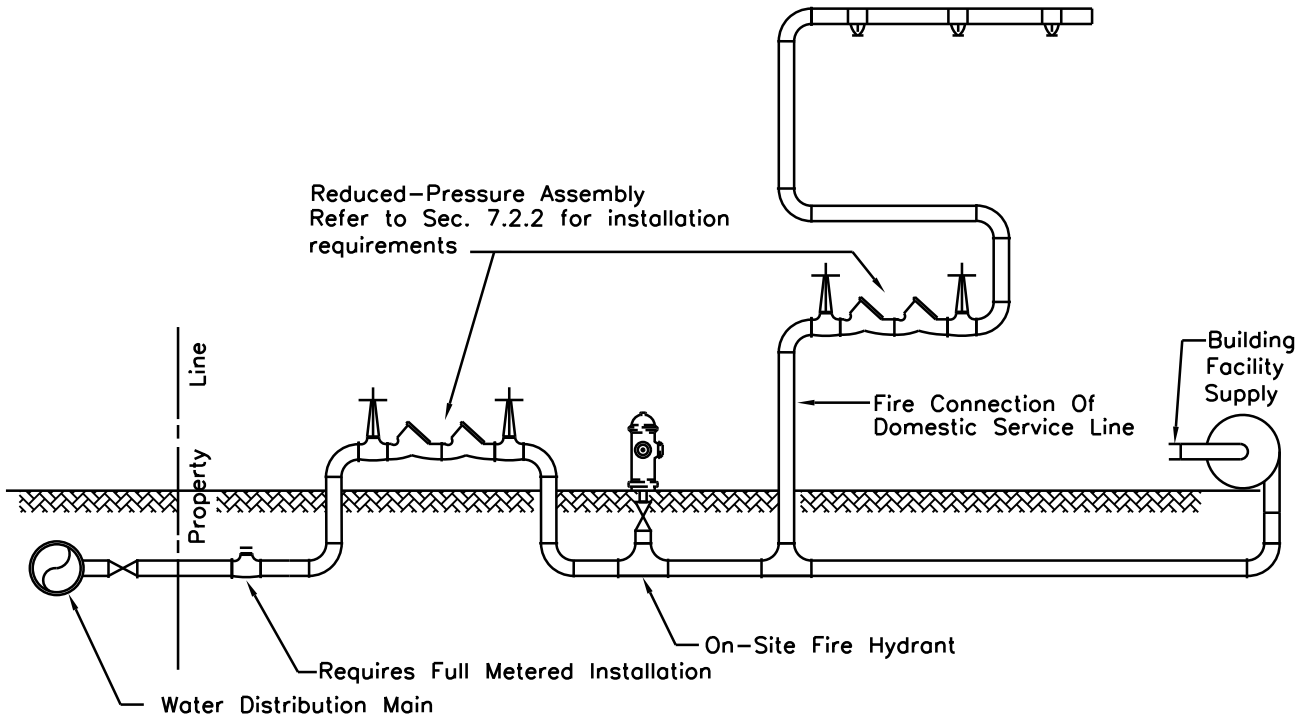 Reduced-Pressure Assembly
Refer to Sec. 7.2.2 for installation
requirements
Property Line
Building
Facility
Supply
Fire Connection Of
Domestic Service Line
On-Site Fire Hydrant
Requires Full Metered Installation
Water Distribution Main